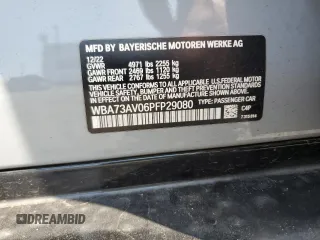 MFD BY BAYERISCHE MOTOREN WERKE AG
12/22
GVWR 4971 lbs 2255 kg
GAWR FRONT 2469 lbs 1120 kg
GAWR REAR 2767 lbs 1255 kg
THIS VEHICLE CONFORMS TO ALL APPLICABLE U.S. FEDERAL MOTOR
VEHICLE SAFETY, BUMPER, AND THEFT PREVENTION STANDARDS
IN EFFECT ON THE DATE OF MANUFACTURE SHOWN ABOVE.
WBA73AV06PFP29080 TYPE: PASSENGER CAR
C4P
DREAMBID